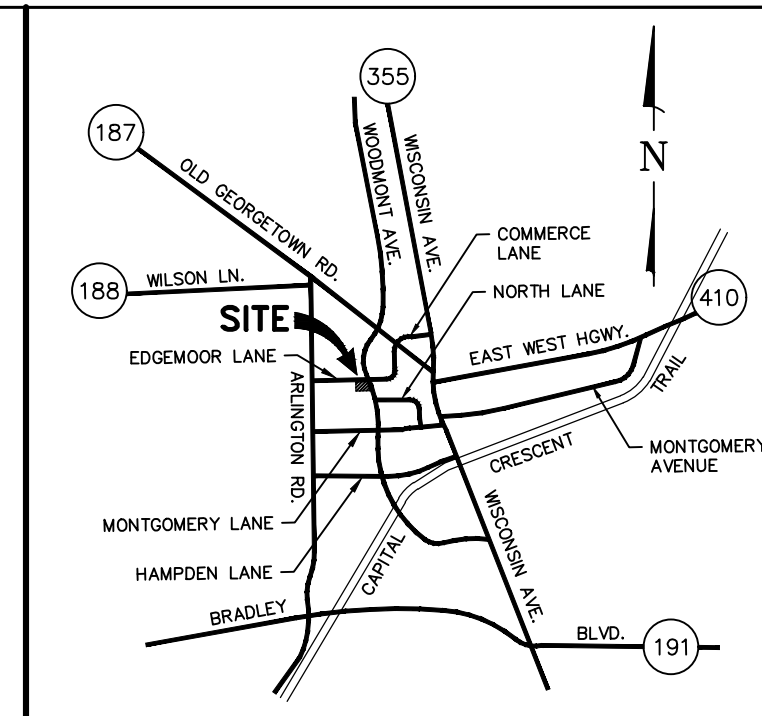 355
187
WOODMONT AVE.
WISCONSIN AVE.
OLD GEORGETOWN RD.
N
COMMERCE
LANE
188
WILSON LN.
NORTH LANE
410
SITE
EAST WEST HGWY.
EDGEMOOR LANE
ARLINGTON RD.
TRAIL
CRESCENT
MONTGOMERY
AVENUE
MONTGOMERY LANE
WISCONSIN AVE.
HAMPDEN LANE
CAPITAL
BRADLEY
BLVD.
191